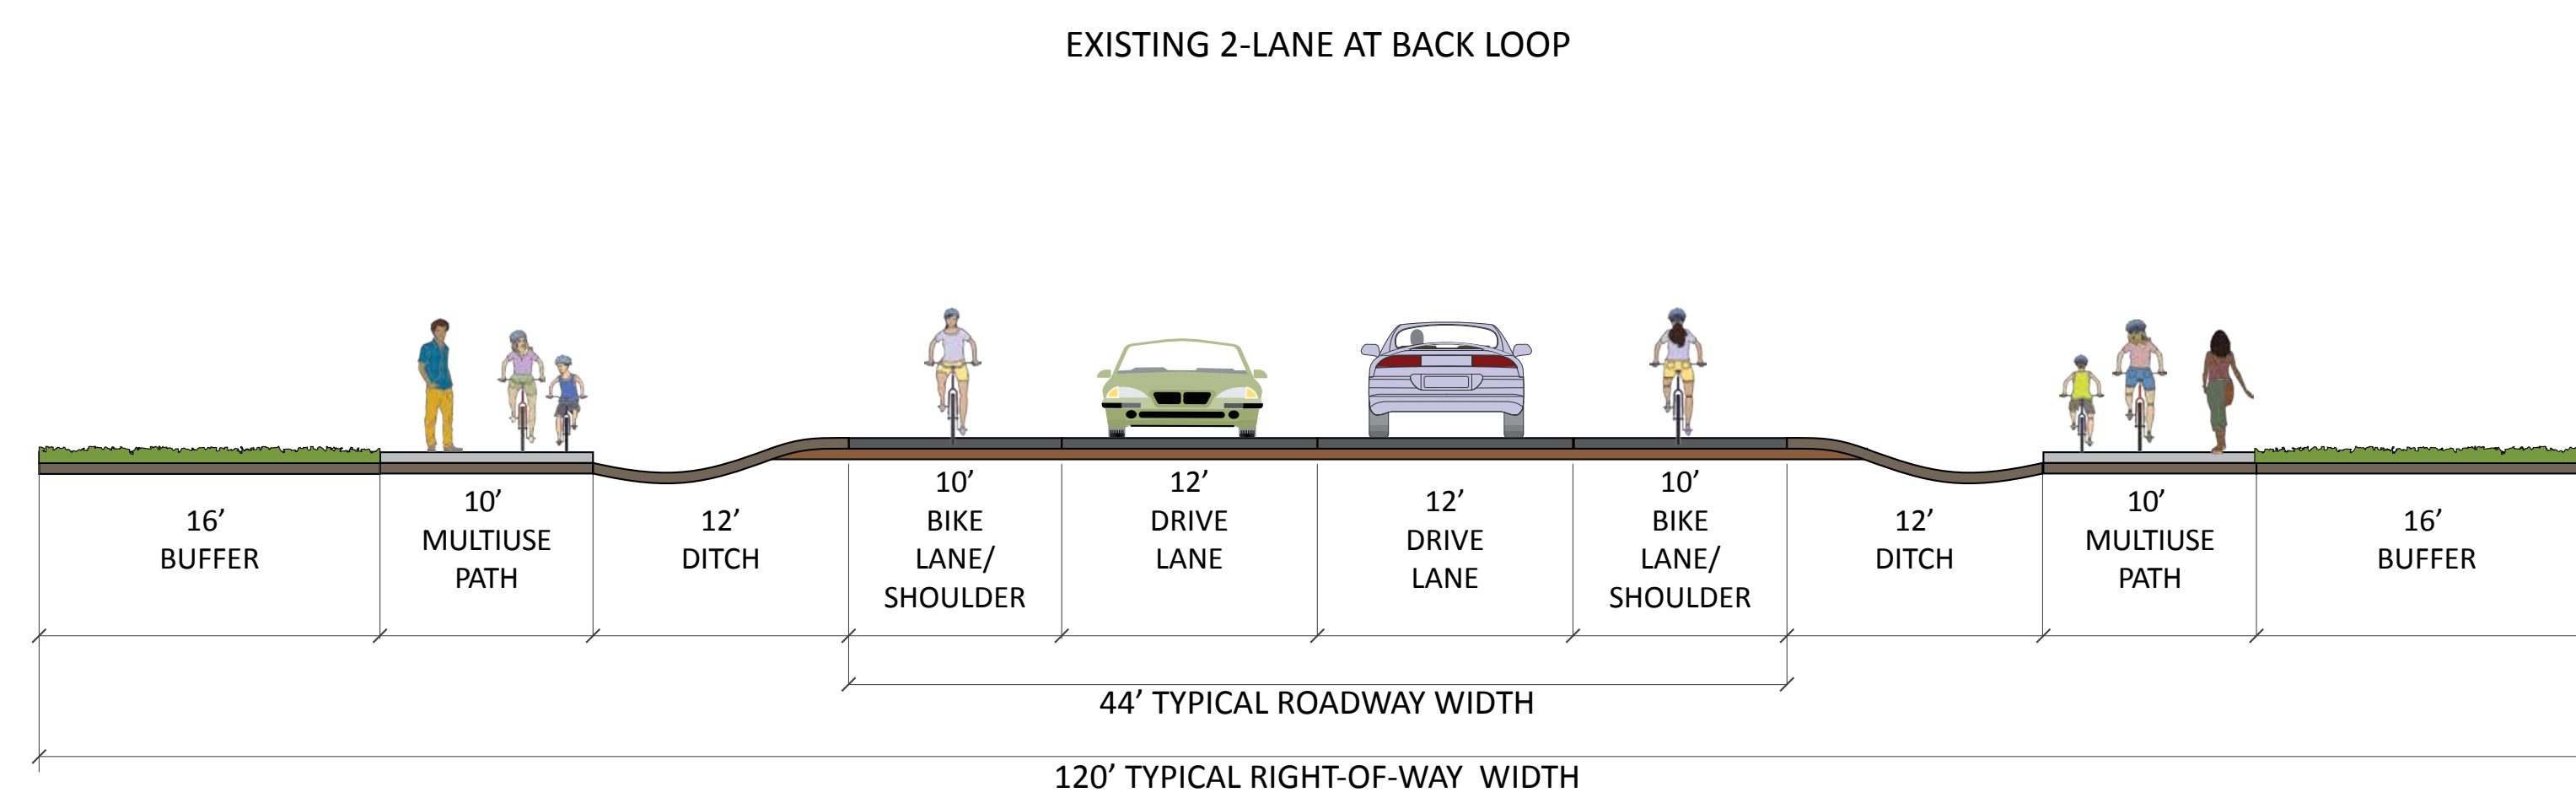 EXISTING 2-LANE AT BACK LOOP
16’
BUFFER
10’
MULTIUSE
PATH
12’
DITCH
10’
BIKE
LANE/
SHOULDER
12’
DRIVE
LANE
12’
DRIVE
LANE
10’
BIKE
LANE/
SHOULDER
12’
DITCH
10’
MULTIUSE
PATH
16’
BUFFER
44’ TYPICAL ROADWAY WIDTH
120’ TYPICAL RIGHT-OF-WAY  WIDTH